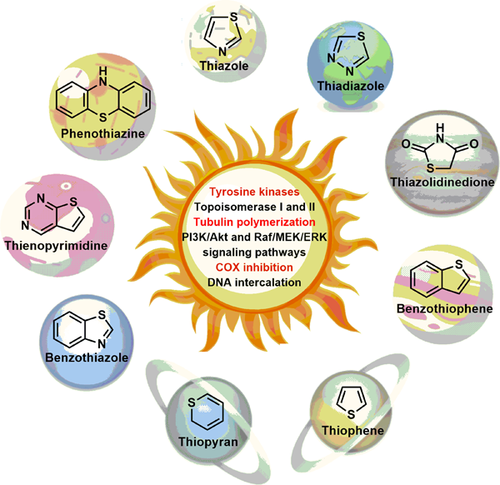 S
N
Thiazole
S
N
N
Thiadiazole
H
N
S
Phenothiazine
H
N
O
O
S
Thiazolidinedione
Tyrosine kinases
Topoisomerase I and II
Tubulin polymerization
PI3K/Akt and Raf/MEK/ERK
signaling pathways
COX inhibition
DNA intercalation
N
S
N
Thienopyrimidine
S
Benzothiophene
S
N
Benzothiazole
S
Thiopyran
S
Thiophene